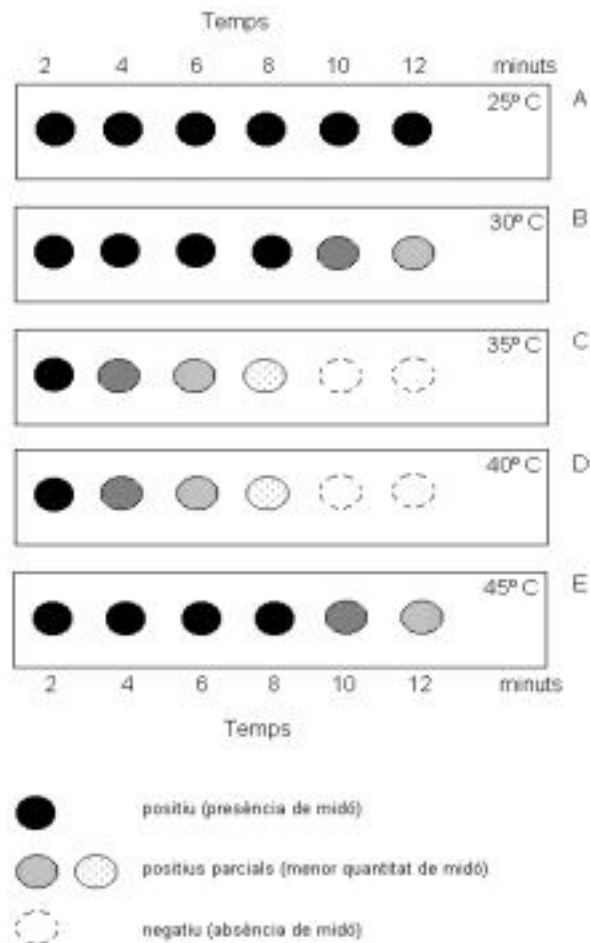 Temps
2 4 6 8 10 12 minuts
25º C A
30º C B
35º C C
40º C D
45º C E
2 4 6 8 10 12 minuts
Temps
positiu (presència de midó)
positius parcials (menor quantitat de midó)
negatiu (absència de midó)